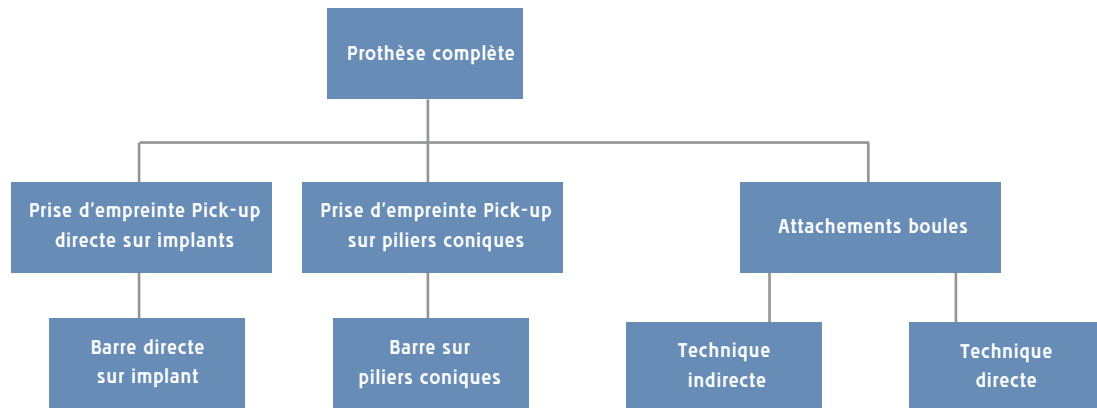 Prothèse complète
Prise d'empreinte Pick-up
directe sur implants
Prise d'empreinte Pick-up
sur piliers coniques
Attachements boules
Barre directe
sur implant
Barre sur
piliers coniques
Technique
indirecte
Technique
directe